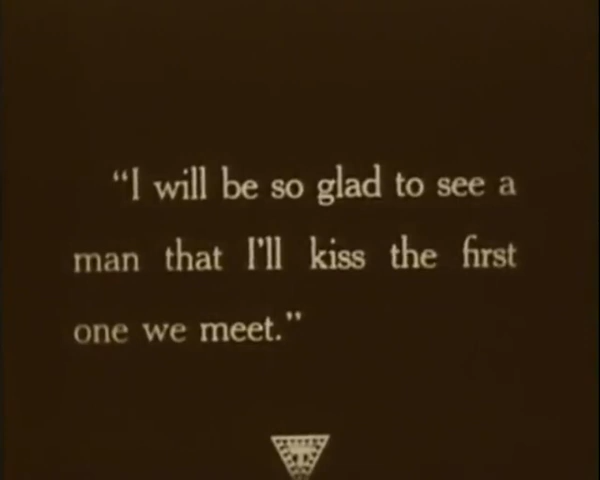 “I will be so glad to see a
man that I'll kiss the first
one we meet.”